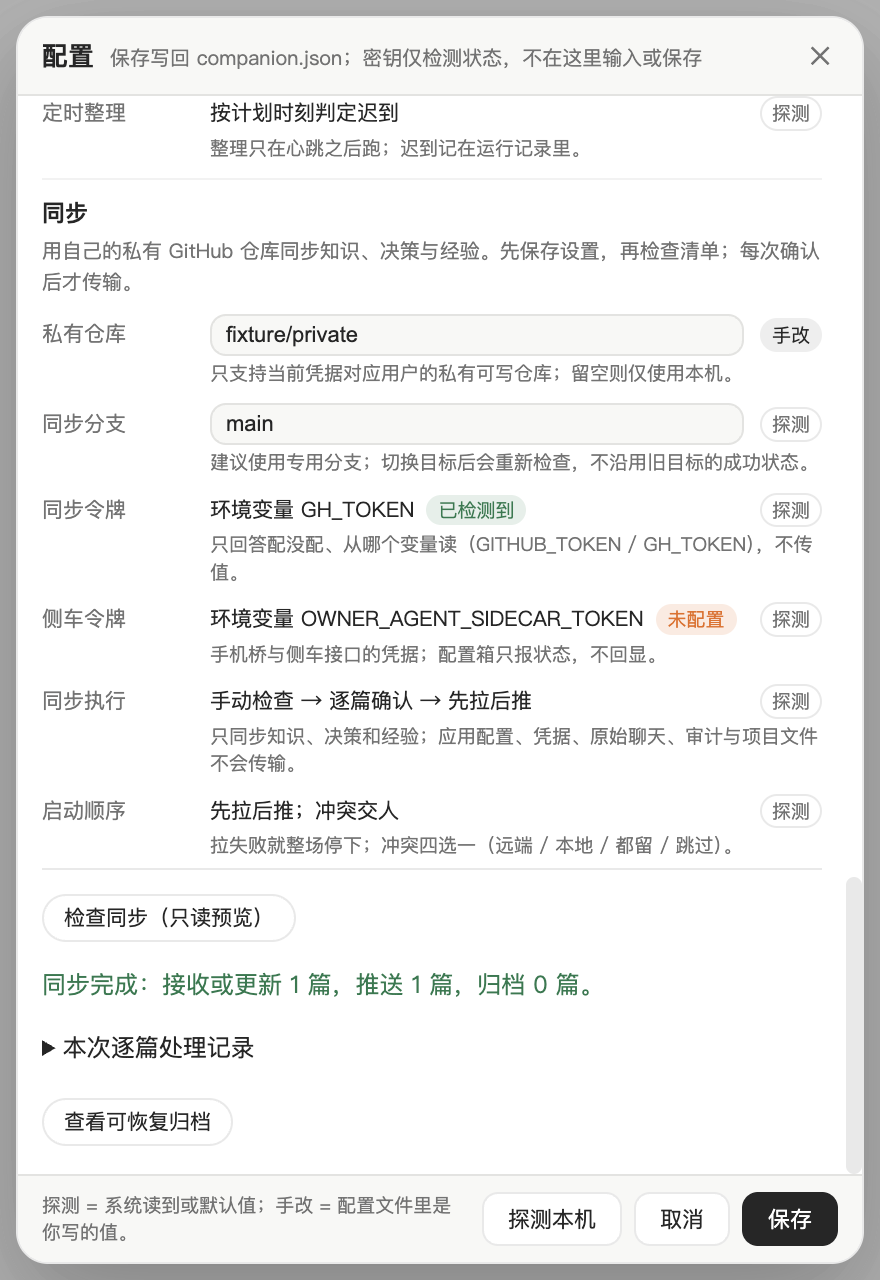 配置 保存写回 companion.json；密钥仅检测状态，不在这里输入或保存
定时整理 按计划时刻判定迟到 探测
整理只在心跳之后跑；迟到记在运行记录里。
同步
用自己的私有 GitHub 仓库同步知识、决策与经验。先保存设置，再检查清单；每次确认
后才传输。
私有仓库 fixture/private 手改
只支持当前凭据对应用户的私有可写仓库；留空则仅使用本机。
同步分支 main 探测
建议使用专用分支；切换目标后会重新检查，不沿用旧目标的成功状态。
同步令牌 环境变量 GH_TOKEN 已检测到 探测
只回答配没配、从哪个变量读（GITHUB_TOKEN / GH_TOKEN），不传
值。
侧车令牌 环境变量 OWNER_AGENT_SIDECAR_TOKEN 未配置 探测
手机桥与侧车接口的凭据；配置箱只报状态，不回显。
同步执行 手动检查 → 逐篇确认 → 先拉后推 探测
只同步知识、决策和经验；应用配置、凭据、原始聊天、审计与项目文件
不会传输。
启动顺序 先拉后推；冲突交人 探测
拉失败就整场停下；冲突四选一（远端 / 本地 / 都留 / 跳过）。
检查同步（只读预览）
同步完成：接收或更新 1 篇，推送 1 篇，归档 0 篇。
▶ 本次逐篇处理记录
查看可恢复归档
探测 = 系统读到或默认值；手改 = 配置文件里是
你写的值。
探测本机 取消 保存